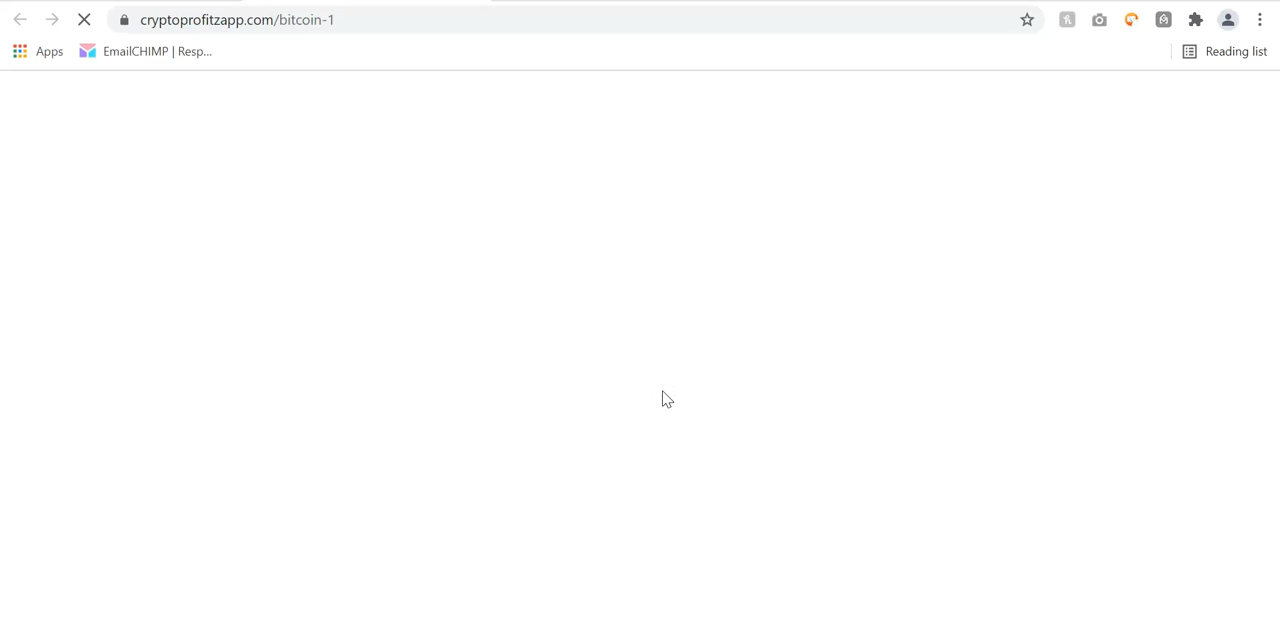 cryptoprofitzapp.com/bitcoin-1
Apps
EmailCHIMP | Resp...
Reading list